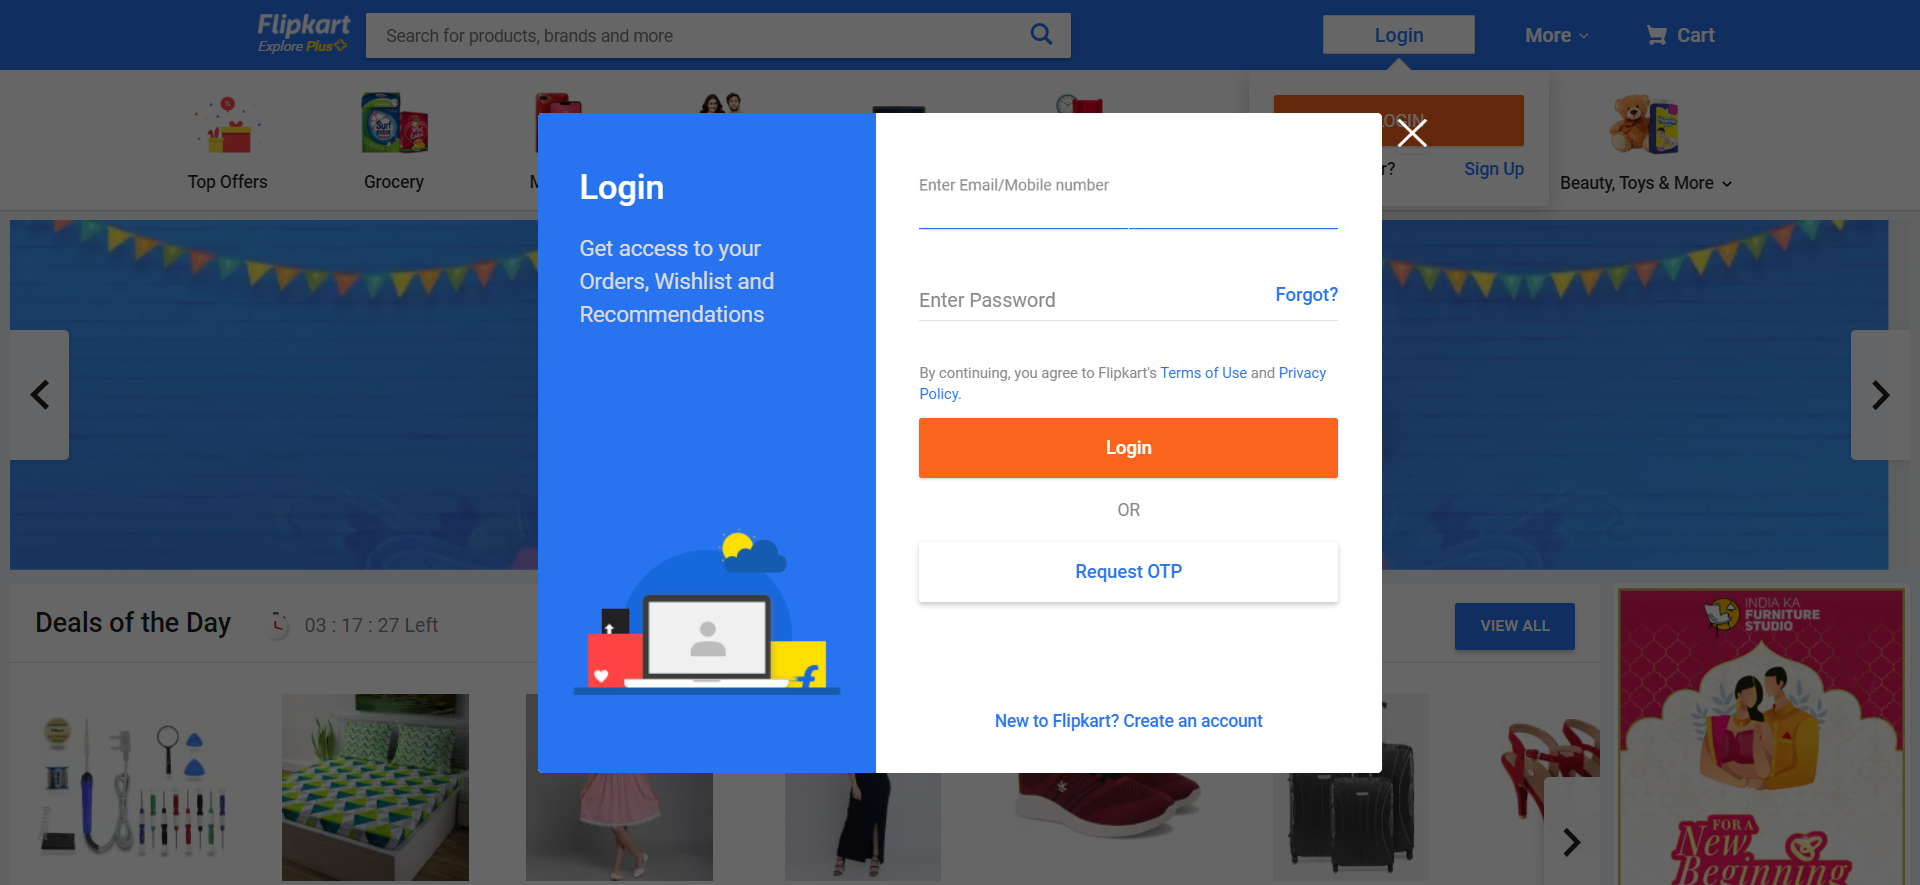 Flipkart
Explore Plus
Search for products, brands and more
Login
More
Cart
LOGIN
r?
Sign Up
Top Offers
Grocery
M
Beauty, Toys & More
Login
Get access to your
Orders, Wishlist and
Recommendations
Enter Email/Mobile number
Enter Password
Forgot?
By continuing, you agree to Flipkart's Terms of Use and Privacy
Policy.
Login
OR
Request OTP
New to Flipkart? Create an account
Deals of the Day
03 : 17 : 27 Left
VIEW ALL
INDIA KA
FURNITURE
STUDIO
FOR A
New
Beginning